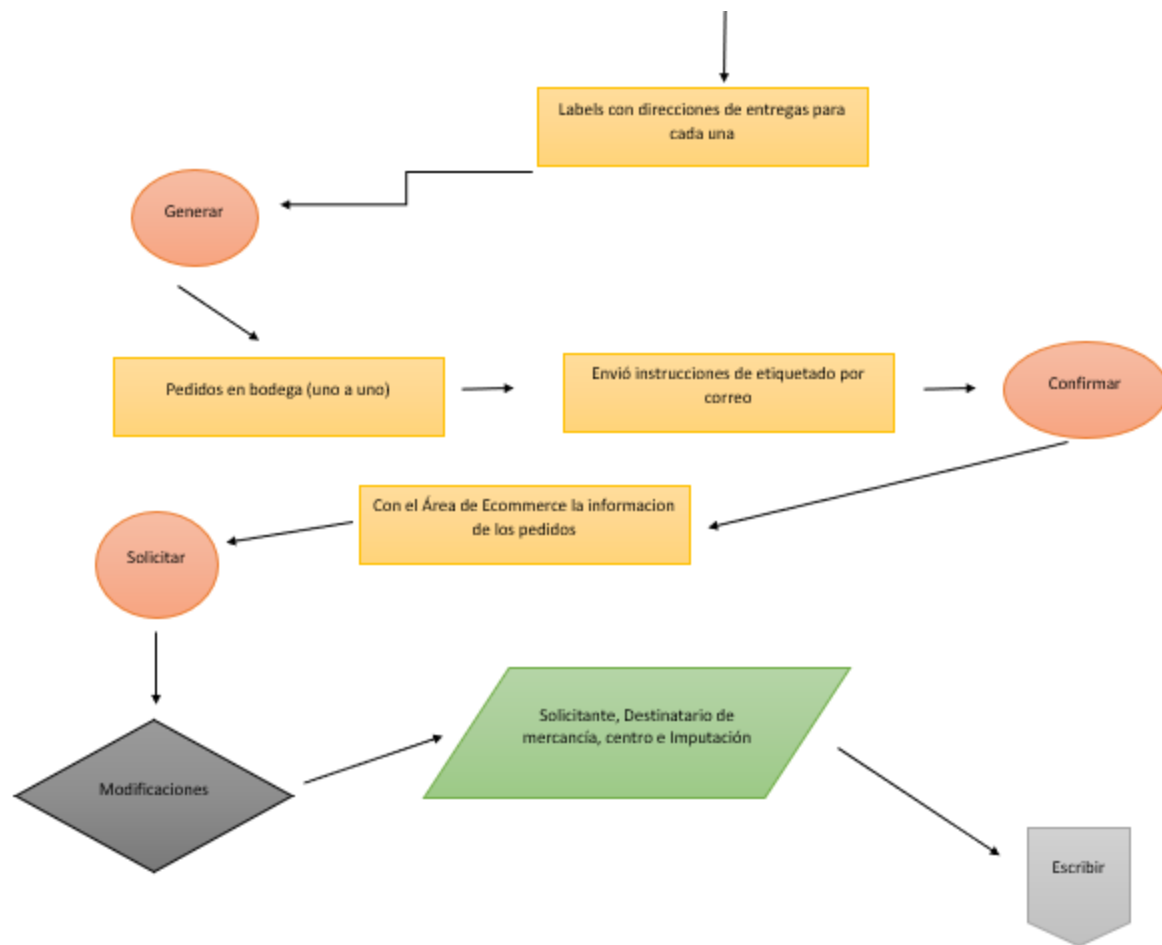 Labels con direcciones de entregas para
cada una
Generar
Pedidos en bodega (uno a uno)
Envió instrucciones de etiquetado por
correo
Confirmar
Con el Área de Ecommerce la informacion
de los pedidos
Solicitar
Modificaciones
Solicitante, Destinatario de
mercancía, centro e Imputación
Escribir